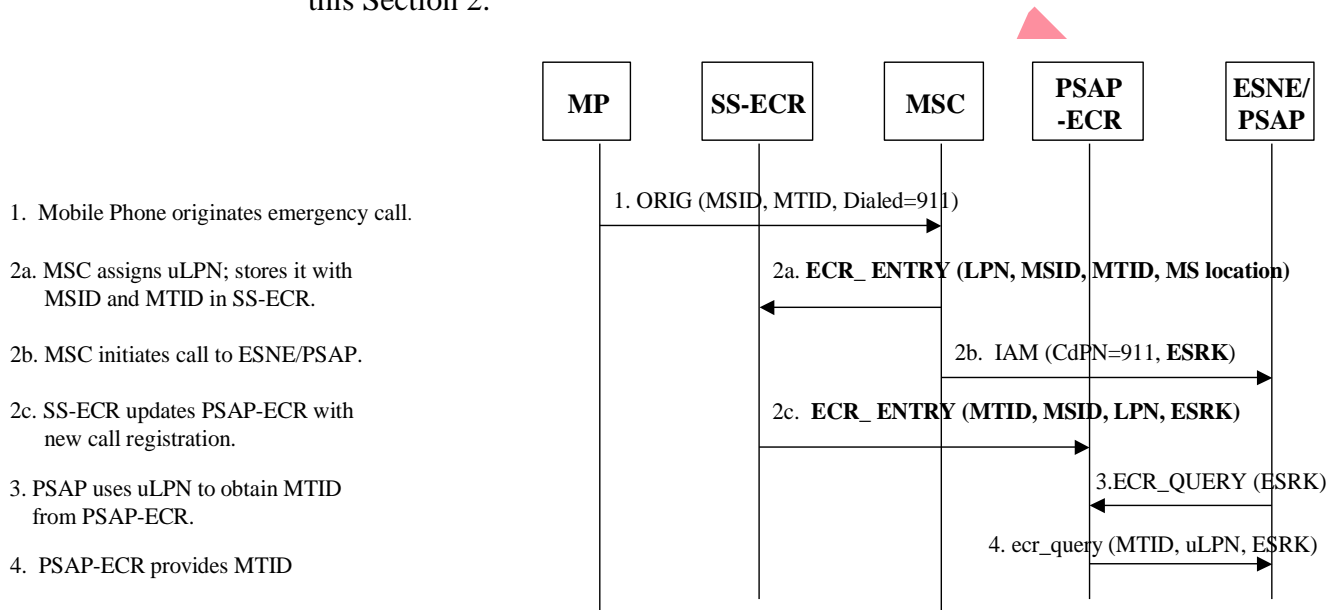 this Section 2.
MP
SS-ECR
MSC
PSAP
-ECR
ESNE/
PSAP
1. Mobile Phone originates emergency call.
1. ORIG (MSID, MTID, Dialed=911)
2a. MSC assigns uLPN; stores it with
MSID and MTID in SS-ECR.
2a. ECR_ ENTRY (LPN, MSID, MTID, MS location)
2b. MSC initiates call to ESNE/PSAP.
2b. IAM (CdPN=911, ESRK)
2c. SS-ECR updates PSAP-ECR with
new call registration.
2c. ECR_ ENTRY (MTID, MSID, LPN, ESRK)
3. PSAP uses uLPN to obtain MTID
from PSAP-ECR.
3.ECR_QUERY (ESRK)
4. PSAP-ECR provides MTID
4. ecr_query (MTID, uLPN, ESRK)